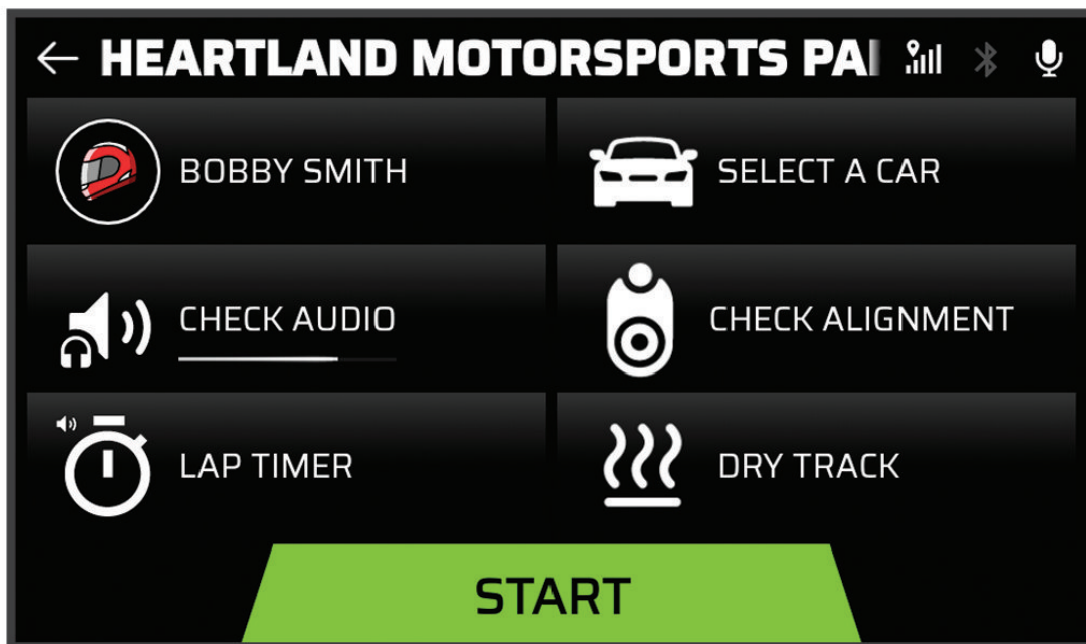 HEARTLAND MOTORSPORTS PA
BOBBY SMITH
SELECT A CAR
CHECK AUDIO
CHECK ALIGNMENT
LAP TIMER
DRY TRACK
START